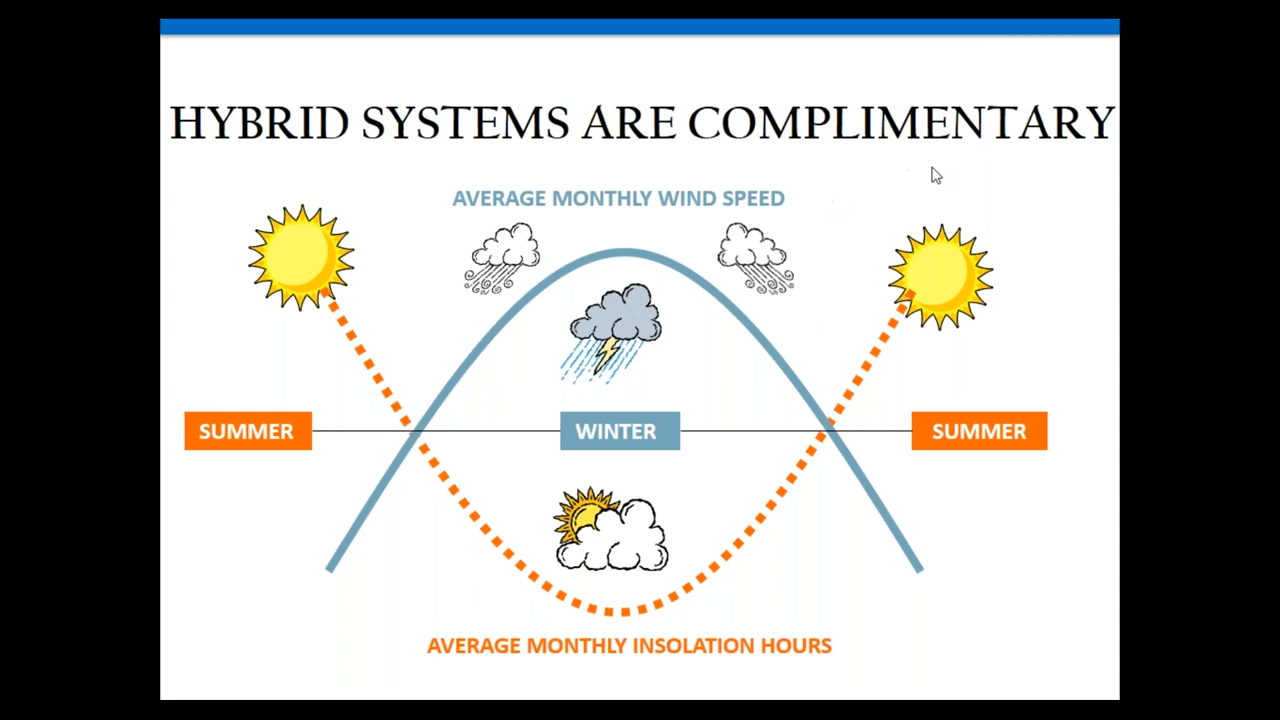 HYBRID SYSTEMS ARE COMPLIMENTARY
AVERAGE MONTHLY WIND SPEED
SUMMER
WINTER
SUMMER
AVERAGE MONTHLY INSOLATION HOURS